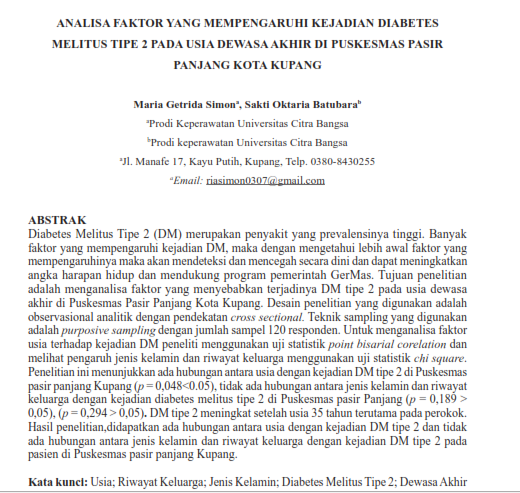 ANALISA FAKTOR YANG MEMPENGARUHI KEJADIAN DIABETES
MELITUS TIPE 2 PADA USIA DEWASA AKHIR DI PUSKESMAS PASIR
PANJANG KOTA KUPANG
Maria Getrida Simonᵃ, Sakti Oktaria Batubaraᵇ
ᵃProdi Keperawatan Universitas Citra Bangsa
ᵇProdi keperawatan Universitas Citra Bangsa
ᵃJl. Manafe 17, Kayu Putih, Kupang, Telp. 0380-8430255
ᵃEmail: riasimon0307@gmail.com
ABSTRAK
Diabetes Melitus Tipe 2 (DM) merupakan penyakit yang prevalensinya tinggi. Banyak
faktor yang mempengaruhi kejadian DM, maka dengan mengetahui lebih awal faktor yang
mempengaruhinya maka akan mendeteksi dan mencegah secara dini dan dapat meningkatkan
angka harapan hidup dan mendukung program pemerintah GerMas. Tujuan penelitian
adalah menganalisa faktor yang menyebabkan terjadinya DM tipe 2 pada usia dewasa
akhir di Puskesmas Pasir Panjang Kota Kupang. Desain penelitian yang digunakan adalah
observasional analitik dengan pendekatan cross sectional. Teknik sampling yang digunakan
adalah purposive sampling dengan jumlah sampel 120 responden. Untuk menganalisa faktor
usia terhadap kejadian DM peneliti menggunakan uji statistik point bisarial corelation dan
melihat pengaruh jenis kelamin dan riwayat keluarga menggunakan uji statistik chi square.
Penelitian ini menunjukkan ada hubungan antara usia dengan kejadian DM tipe 2 di Puskesmas
pasir panjang Kupang (p = 0,048<0.05), tidak ada hubungan antara jenis kelamin dan riwayat
keluarga dengan kejadian diabetes melitus tipe 2 di Puskesmas pasir Panjang (p = 0,189 >
0,05), (p = 0,294 > 0,05). DM tipe 2 meningkat setelah usia 35 tahun terutama pada perokok.
Hasil penelitian,didapatkan ada hubungan antara usia dengan kejadian DM tipe 2 dan tidak
ada hubungan antara jenis kelamin dan riwayat keluarga dengan kejadian DM tipe 2 pada
pasien di Puskesmas pasir panjang Kupang.
Kata kunci: Usia; Riwayat Keluarga; Jenis Kelamin; Diabetes Melitus Tipe 2; Dewasa Akhir